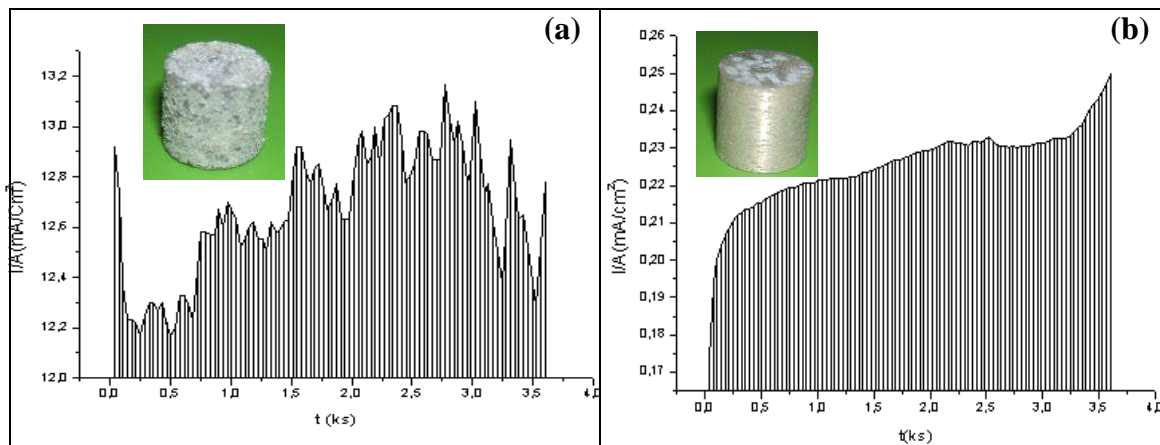 (a)
13,2
13,0
12,8
12,6
12,4
12,2
12,0
I/A (mA/Cm²)
0,0 0,5 1,0 1,5 2,0 2,5 3,0 3,5 4,0
t (ks)
(b)
0,26
0,25
0,24
0,23
0,22
0,21
0,20
0,19
0,18
0,17
I/A (mA/cm²)
0,0 0,5 1,0 1,5 2,0 2,5 3,0 3,5 4,0
t(ks)